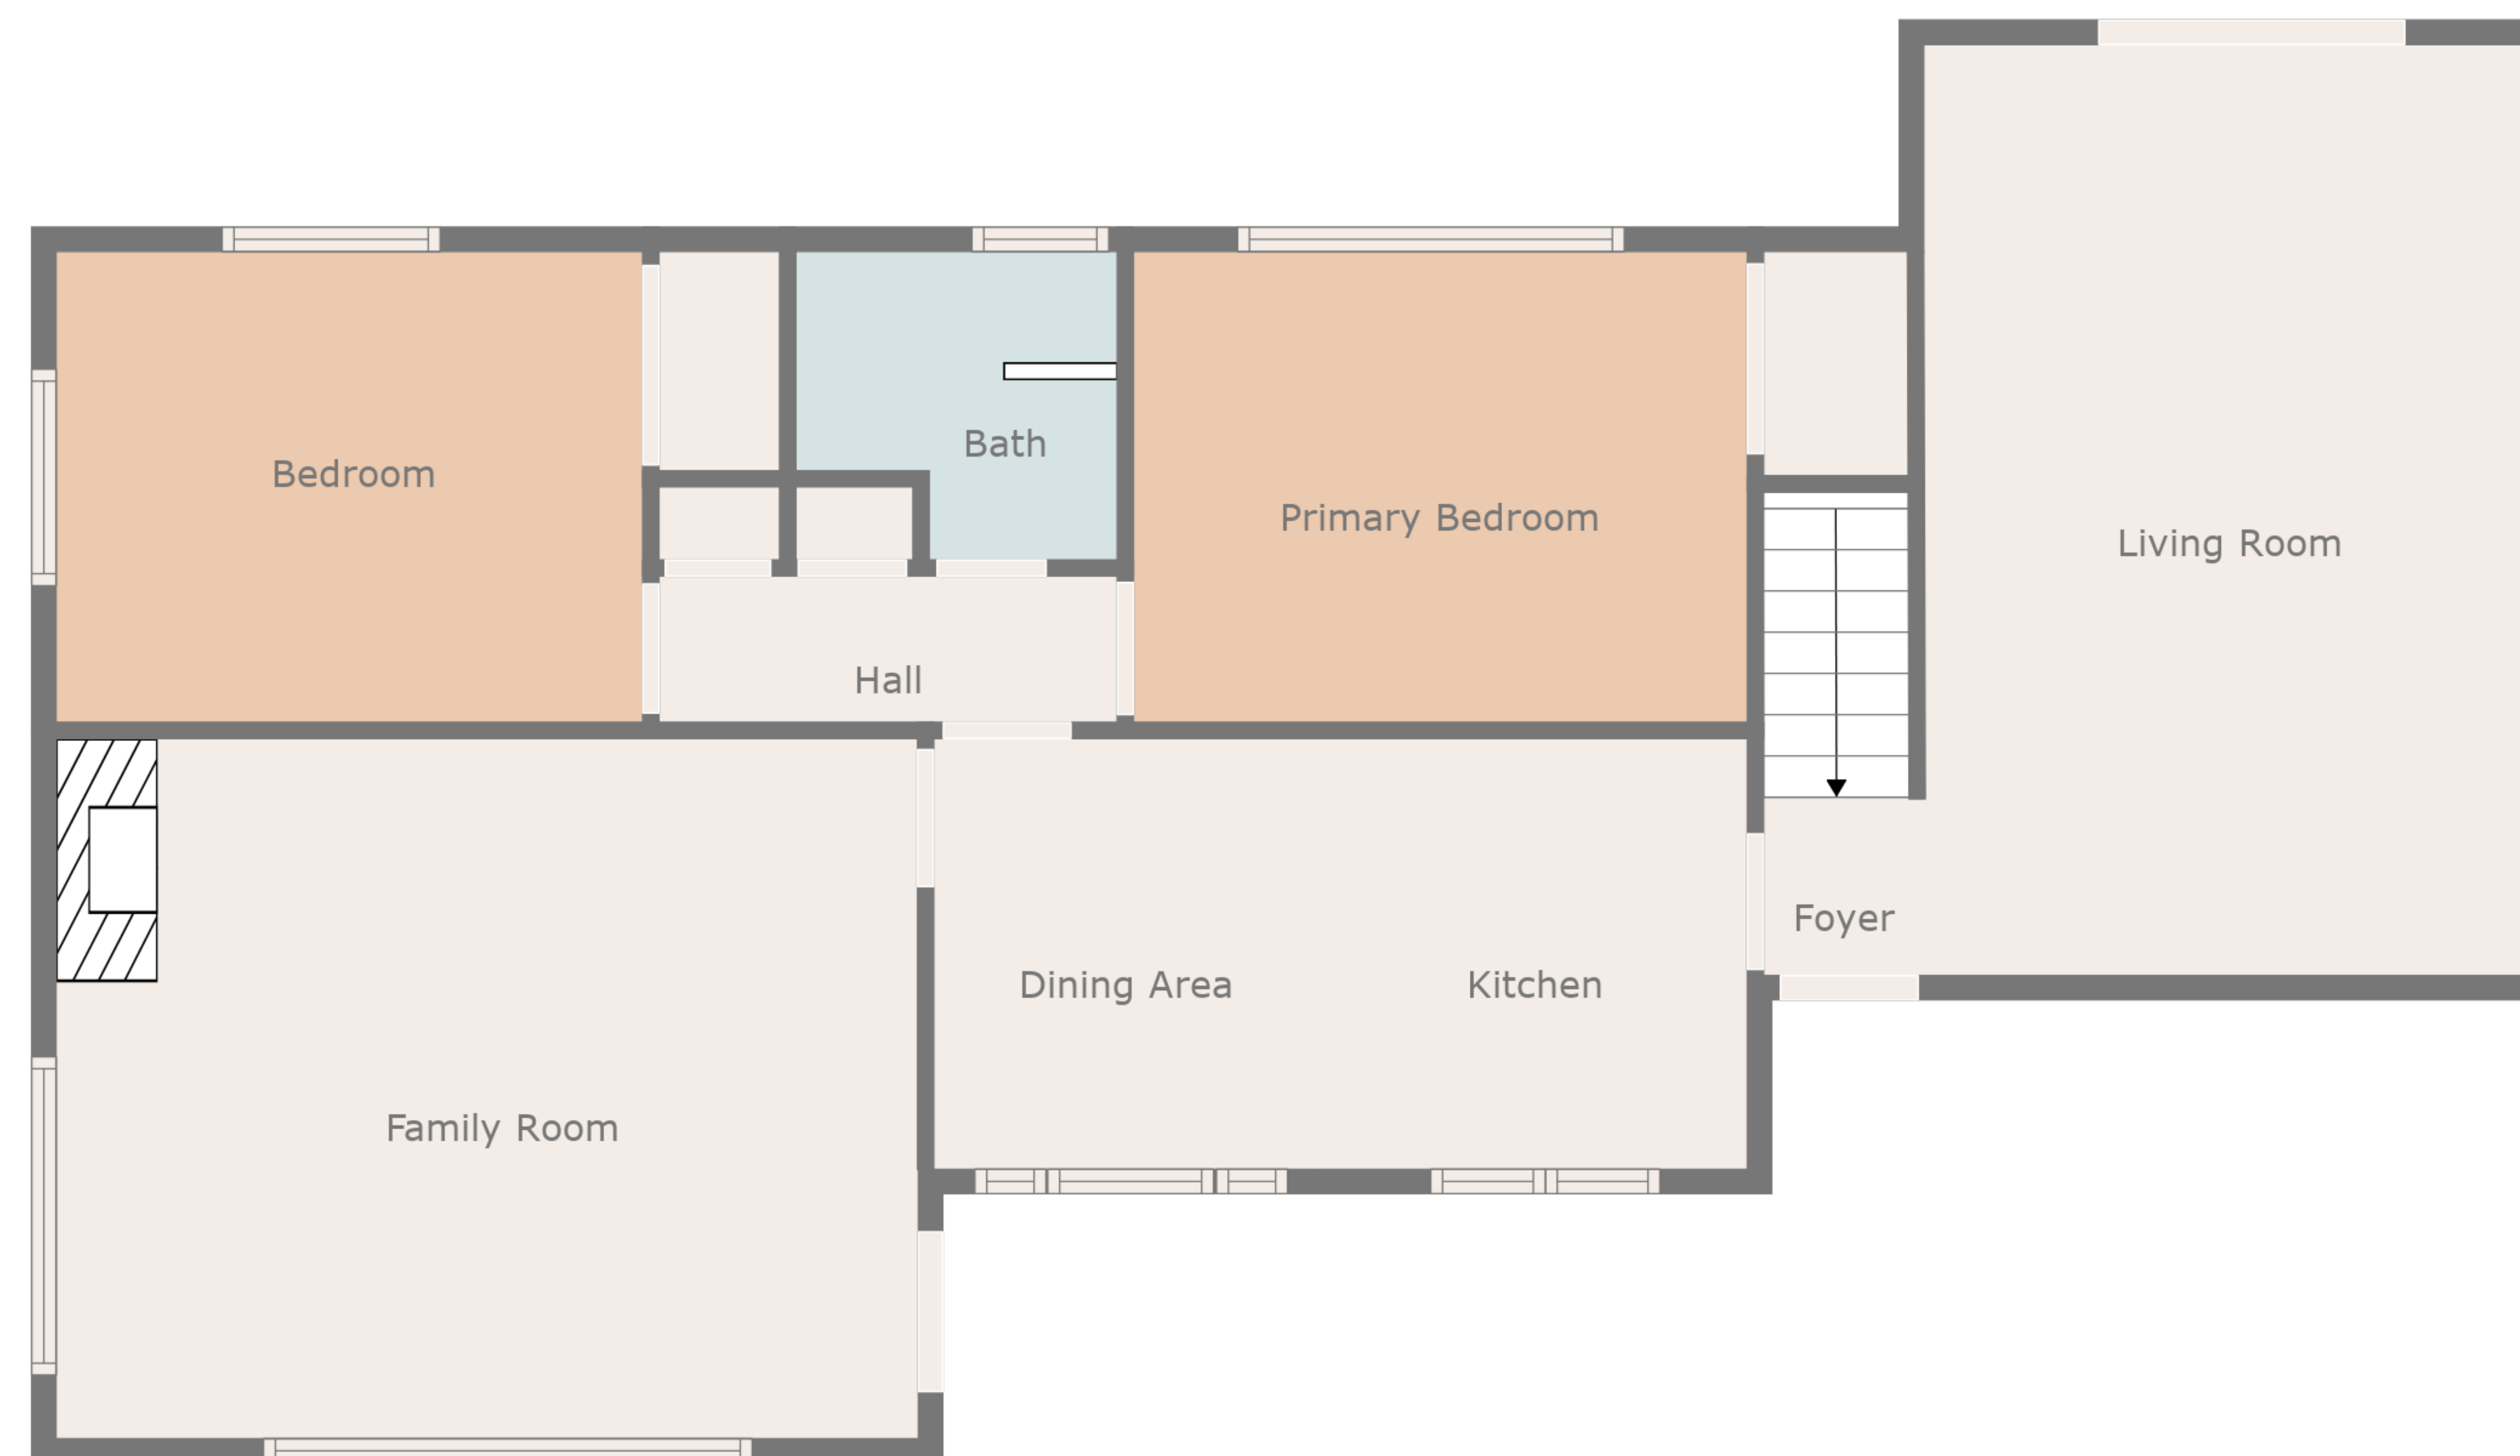 Bath
Bedroom
Primary Bedroom
Living Room
Hall
Foyer
Dining Area
Kitchen
Family Room